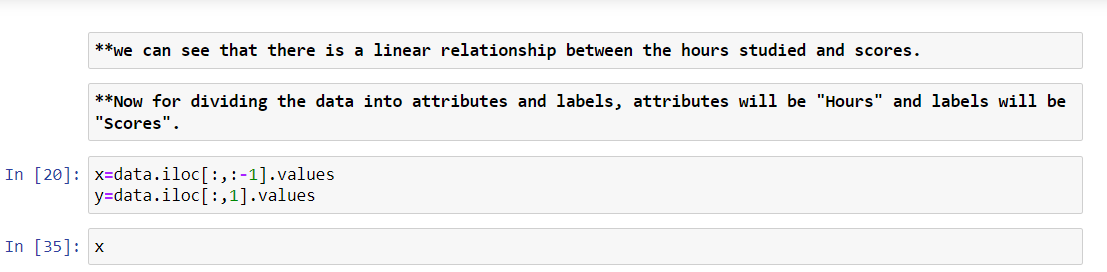 **we can see that there is a linear relationship between the hours studied and scores.
**Now for dividing the data into attributes and labels, attributes will be "Hours" and labels will be
"Scores".
In [20]: x=data.iloc[:,:-1].values
y=data.iloc[:,1].values
In [35]: x